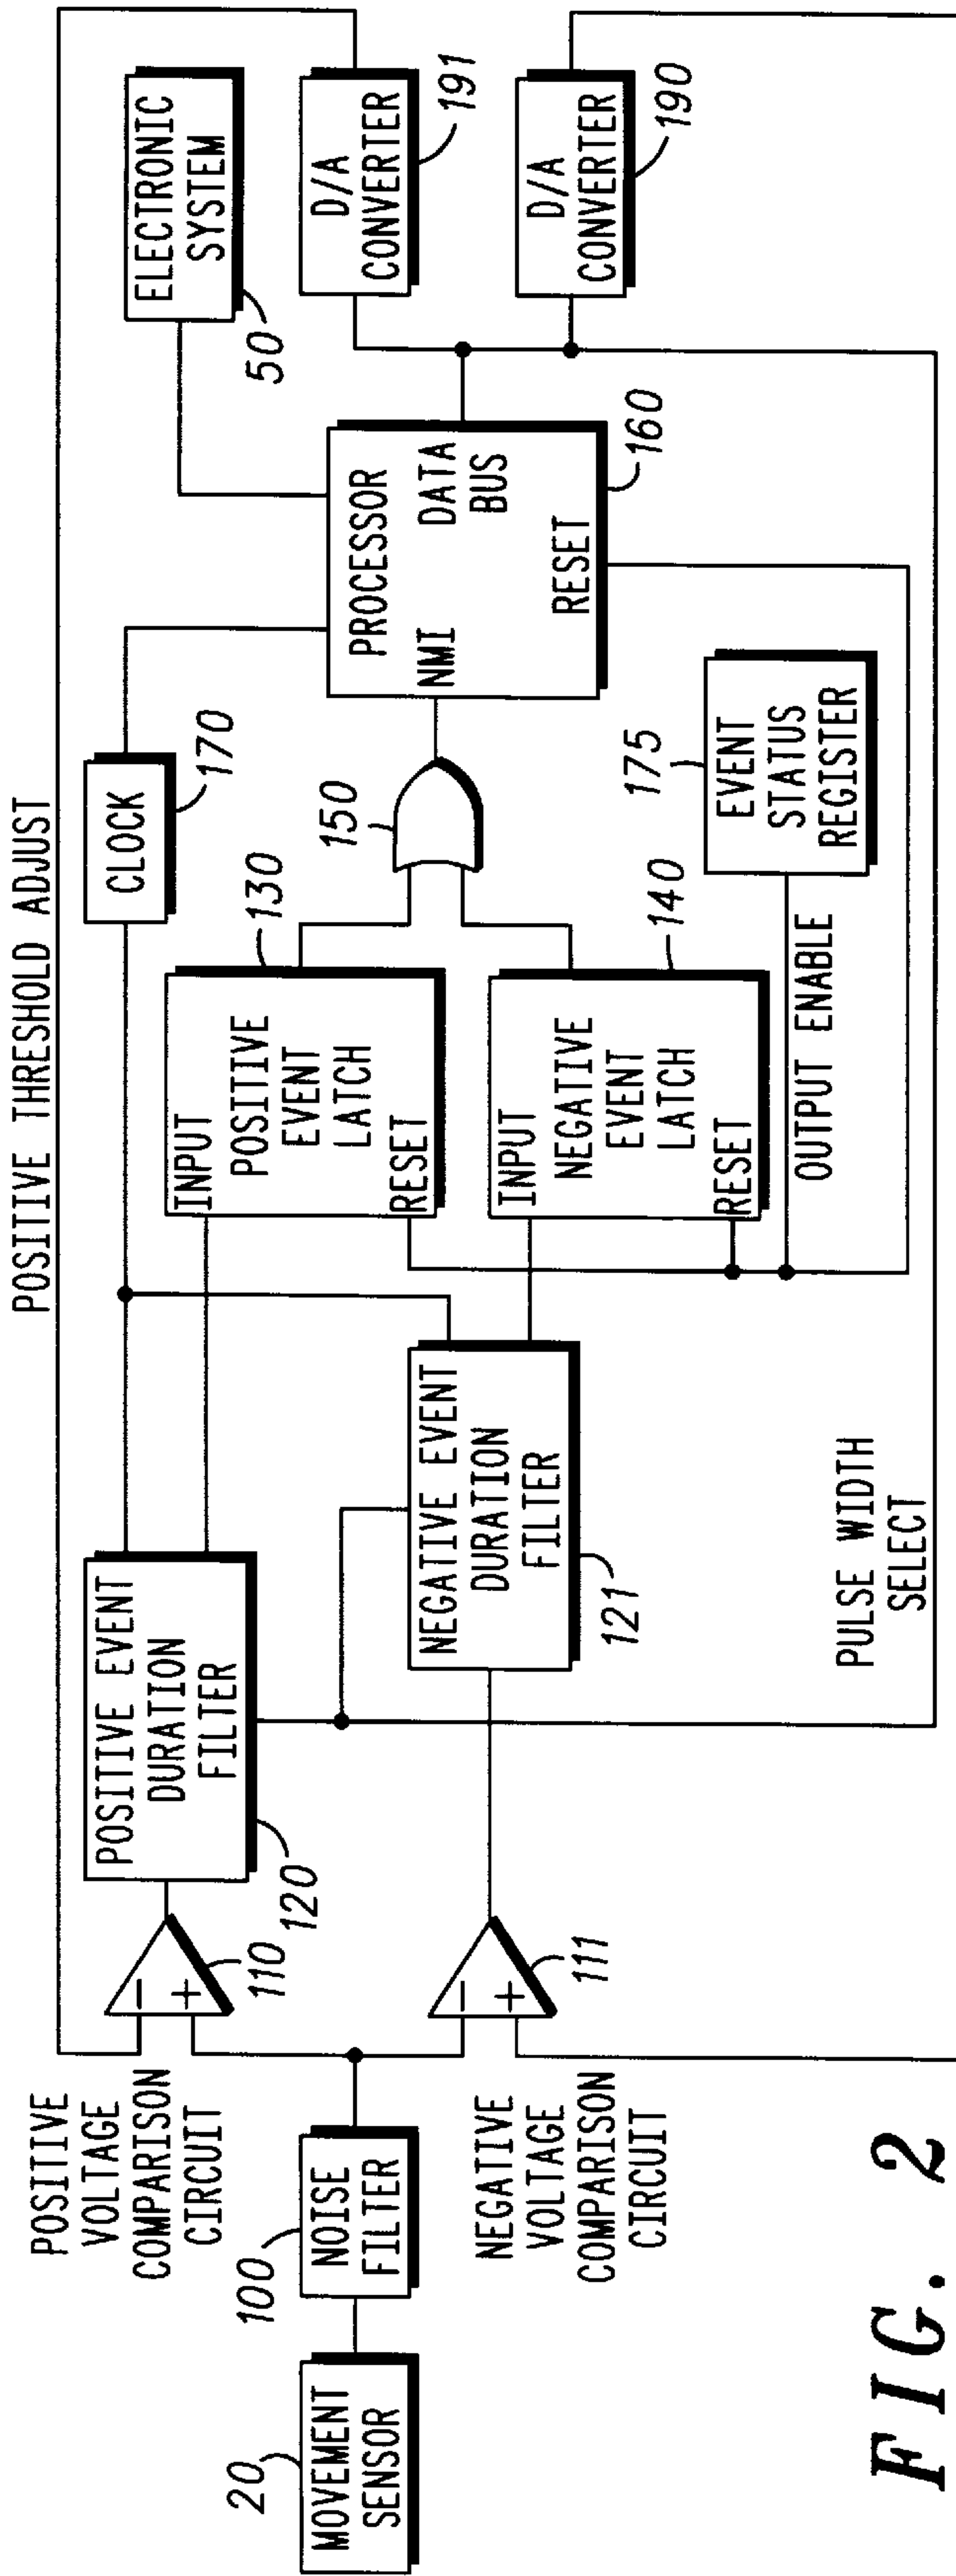 POSITIVE THRESHOLD ADJUST
POSITIVE
VOLTAGE
COMPARISON
CIRCUIT
110
-
+
POSITIVE EVENT
DURATION
FILTER
120
CLOCK
170
ELECTRONIC
SYSTEM
50
20
MOVEMENT
SENSOR
100
NOISE
FILTER
INPUT
POSITIVE
EVENT
LATCH
RESET
130
150
PROCESSOR
NMI
DATA
BUS
RESET
160
D/A
CONVERTER
191
NEGATIVE
VOLTAGE
COMPARISON
CIRCUIT
111
-
+
NEGATIVE EVENT
DURATION
FILTER
121
INPUT
NEGATIVE
EVENT
LATCH
RESET
140
D/A
CONVERTER
190
175
EVENT
STATUS
REGISTER
OUTPUT ENABLE
PULSE WIDTH
SELECT
FIG. 2